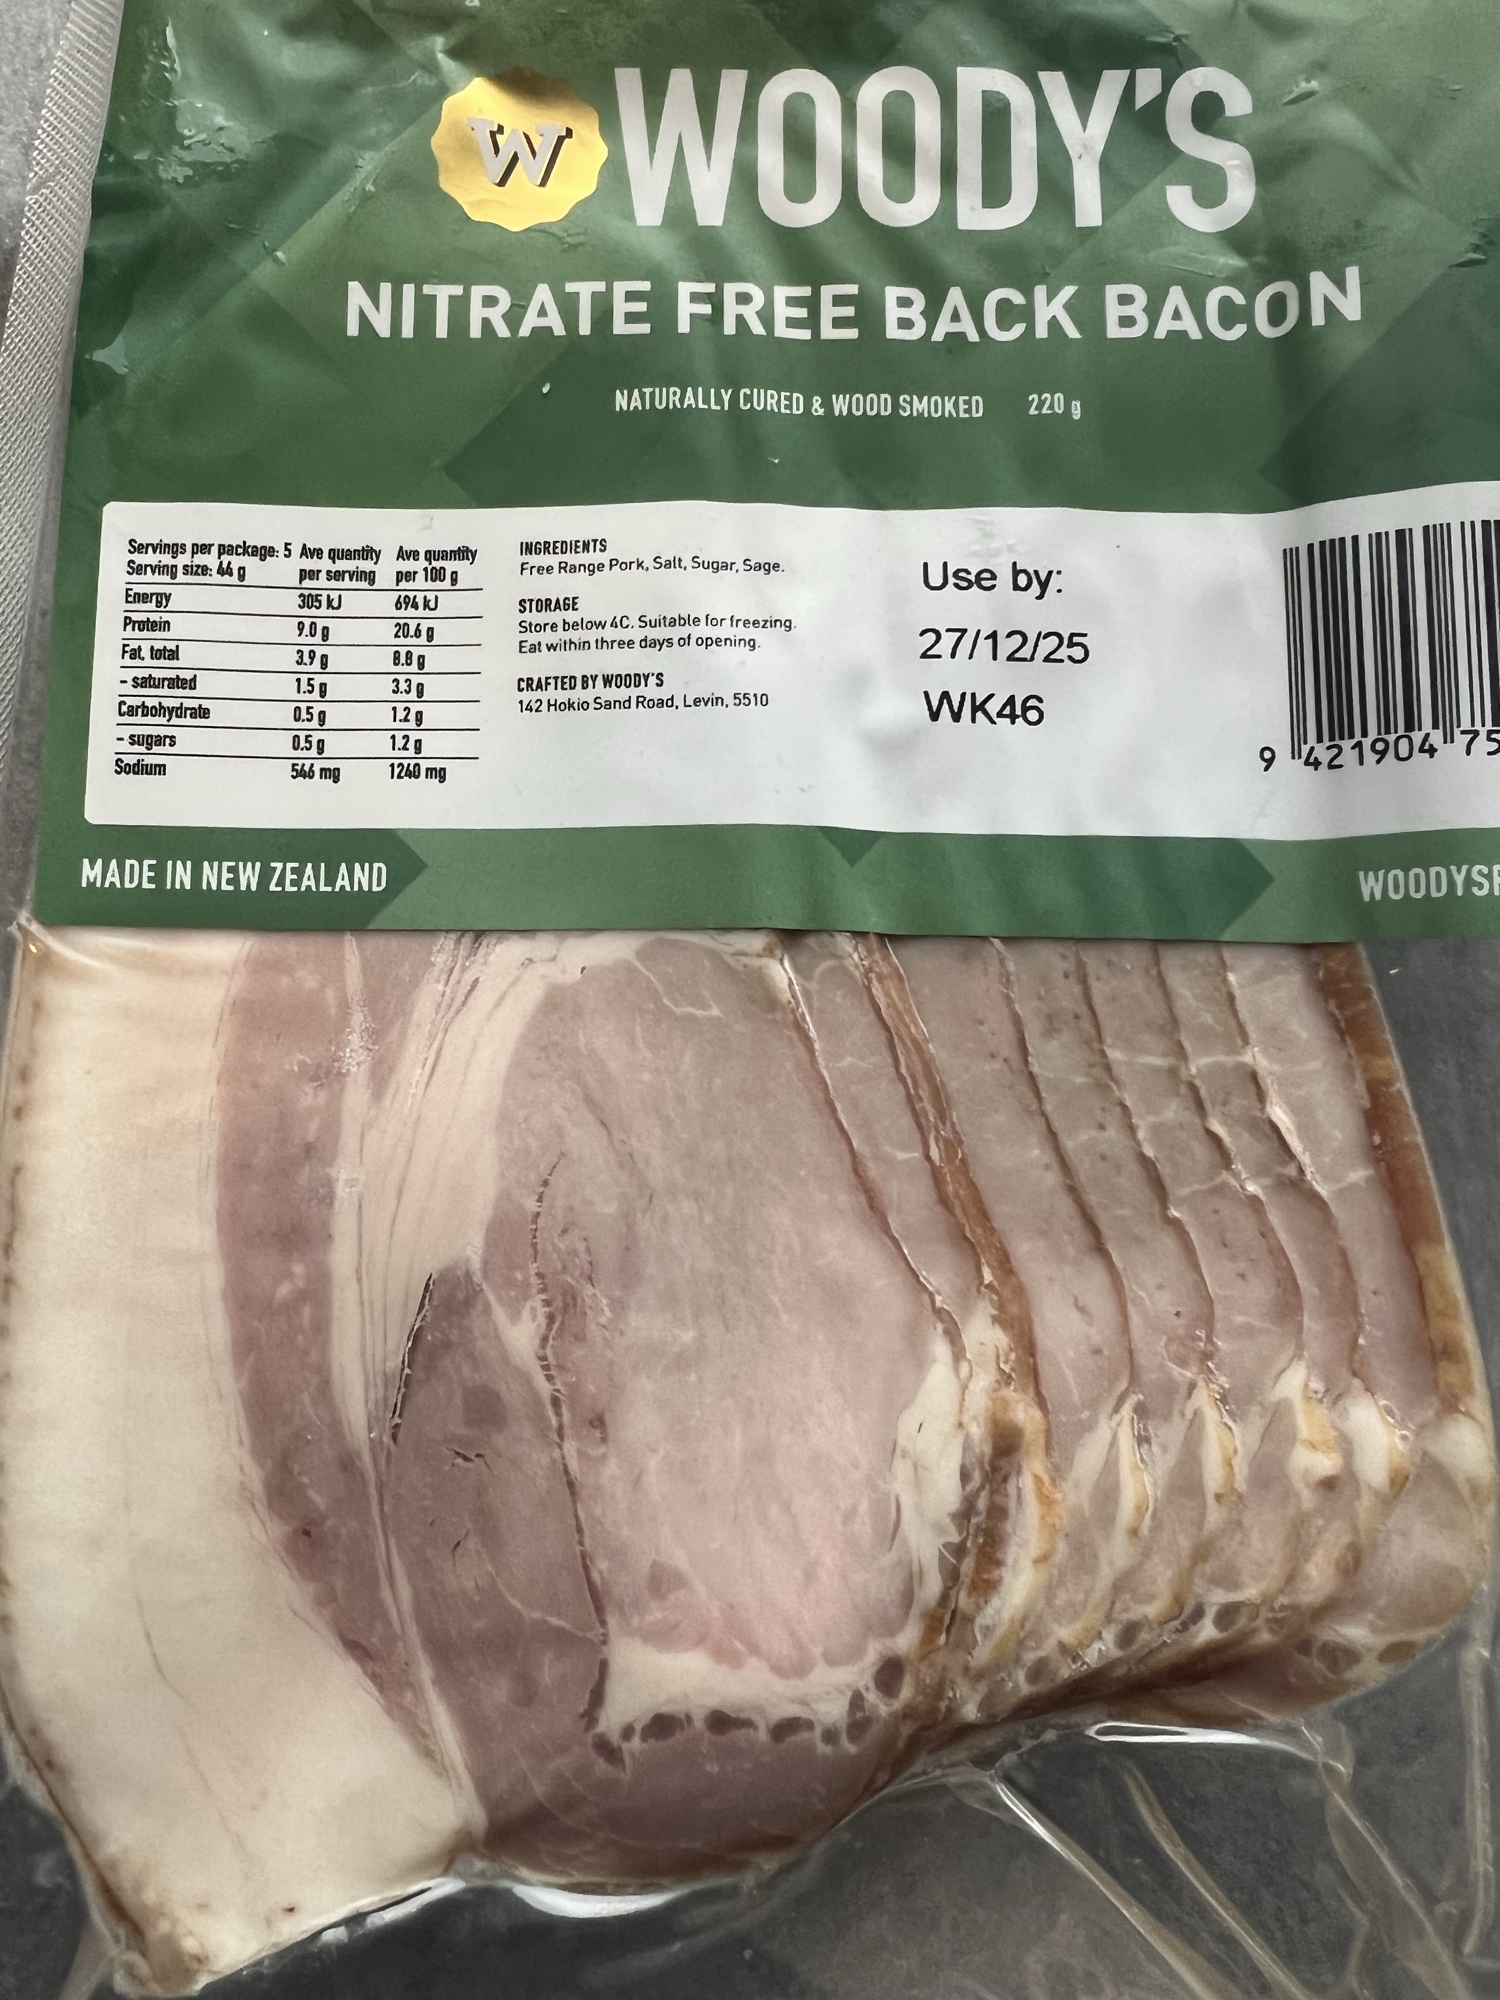 W WOODY'S
NITRATE FREE BACK BACON
NATURALLY CURED & WOOD SMOKED 220 g
Servings per package: 5 Ave quantity Ave quantity
Serving size: 44 g per serving per 100 g
Energy 305 kJ 694 kJ
Protein 9.0 g 20.6 g
Fat, total 3.9 g 8.8 g
- saturated 1.5 g 3.3 g
Carbohydrate 0.5 g 1.2 g
- sugars 0.5 g 1.2 g
Sodium 546 mg 1240 mg
INGREDIENTS
Free Range Pork, Salt, Sugar, Sage.
STORAGE
Store below 4C. Suitable for freezing.
Eat within three days of opening.
CRAFTED BY WOODY'S
142 Hokio Sand Road, Levin, 5510
Use by:
27/12/25
WK46
9 421904 75
MADE IN NEW ZEALAND
WOODYS